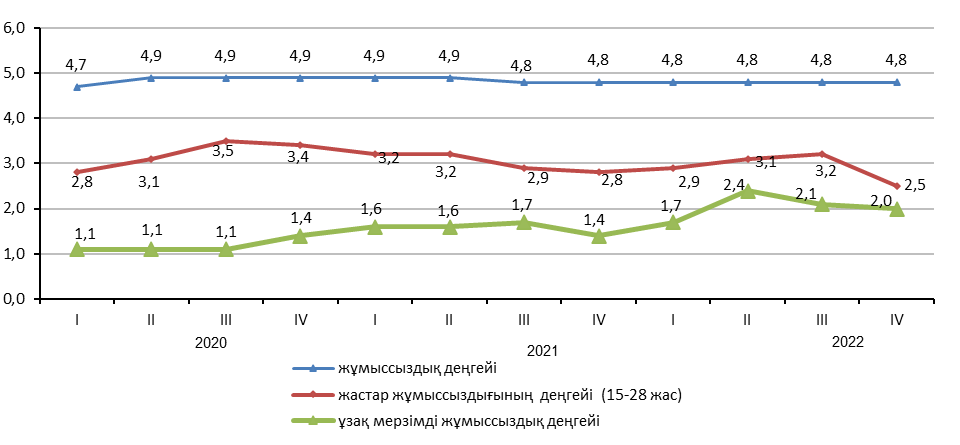 6,0
5,0
4,0
3,0
2,0
1,0
0,0
4,7 4,9 4,9 4,9 4,9 4,9 4,8 4,8 4,8 4,8 4,8 4,8
2,8 3,1 3,5 3,4 3,2 3,2 2,9 2,8 2,9 3,1 3,2 2,5
1,1 1,1 1,1 1,4 1,6 1,6 1,7 1,4 1,7 2,4 2,1 2,0
I II III IV I II III IV I II III IV
2020 2021 2022
жұмыссыздық деңгейі
жастар жұмыссыздығының деңгейі (15-28 жас)
ұзақ мерзімді жұмыссыздық деңгейі